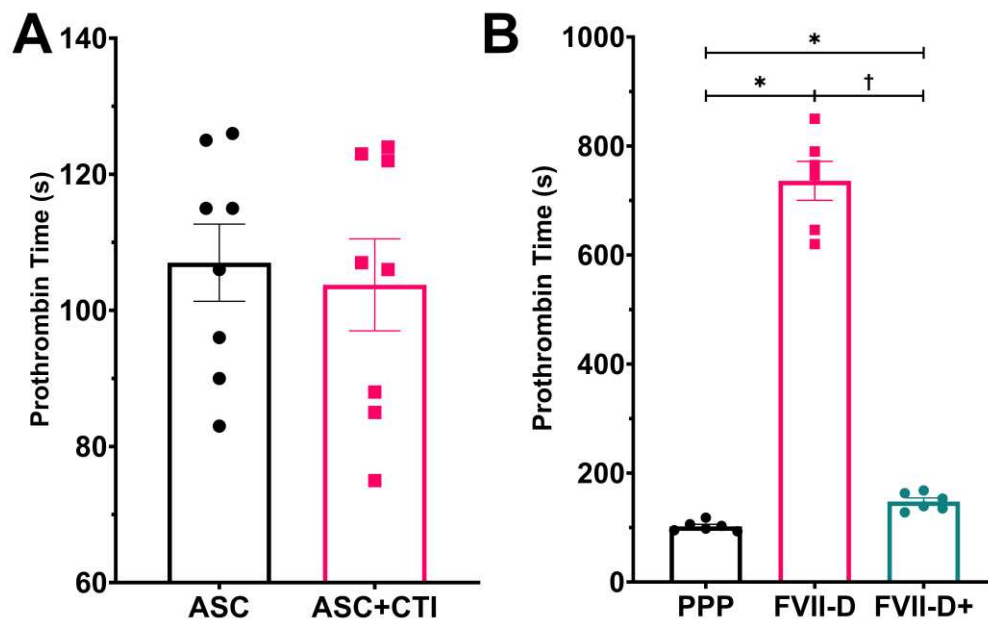 A
Prothrombin Time (s)
140
120
100
80
60
ASC
ASC+CTI
B
Prothrombin Time (s)
1000
800
600
400
200
0
*
*
†
PPP
FVII-D
FVII-D+